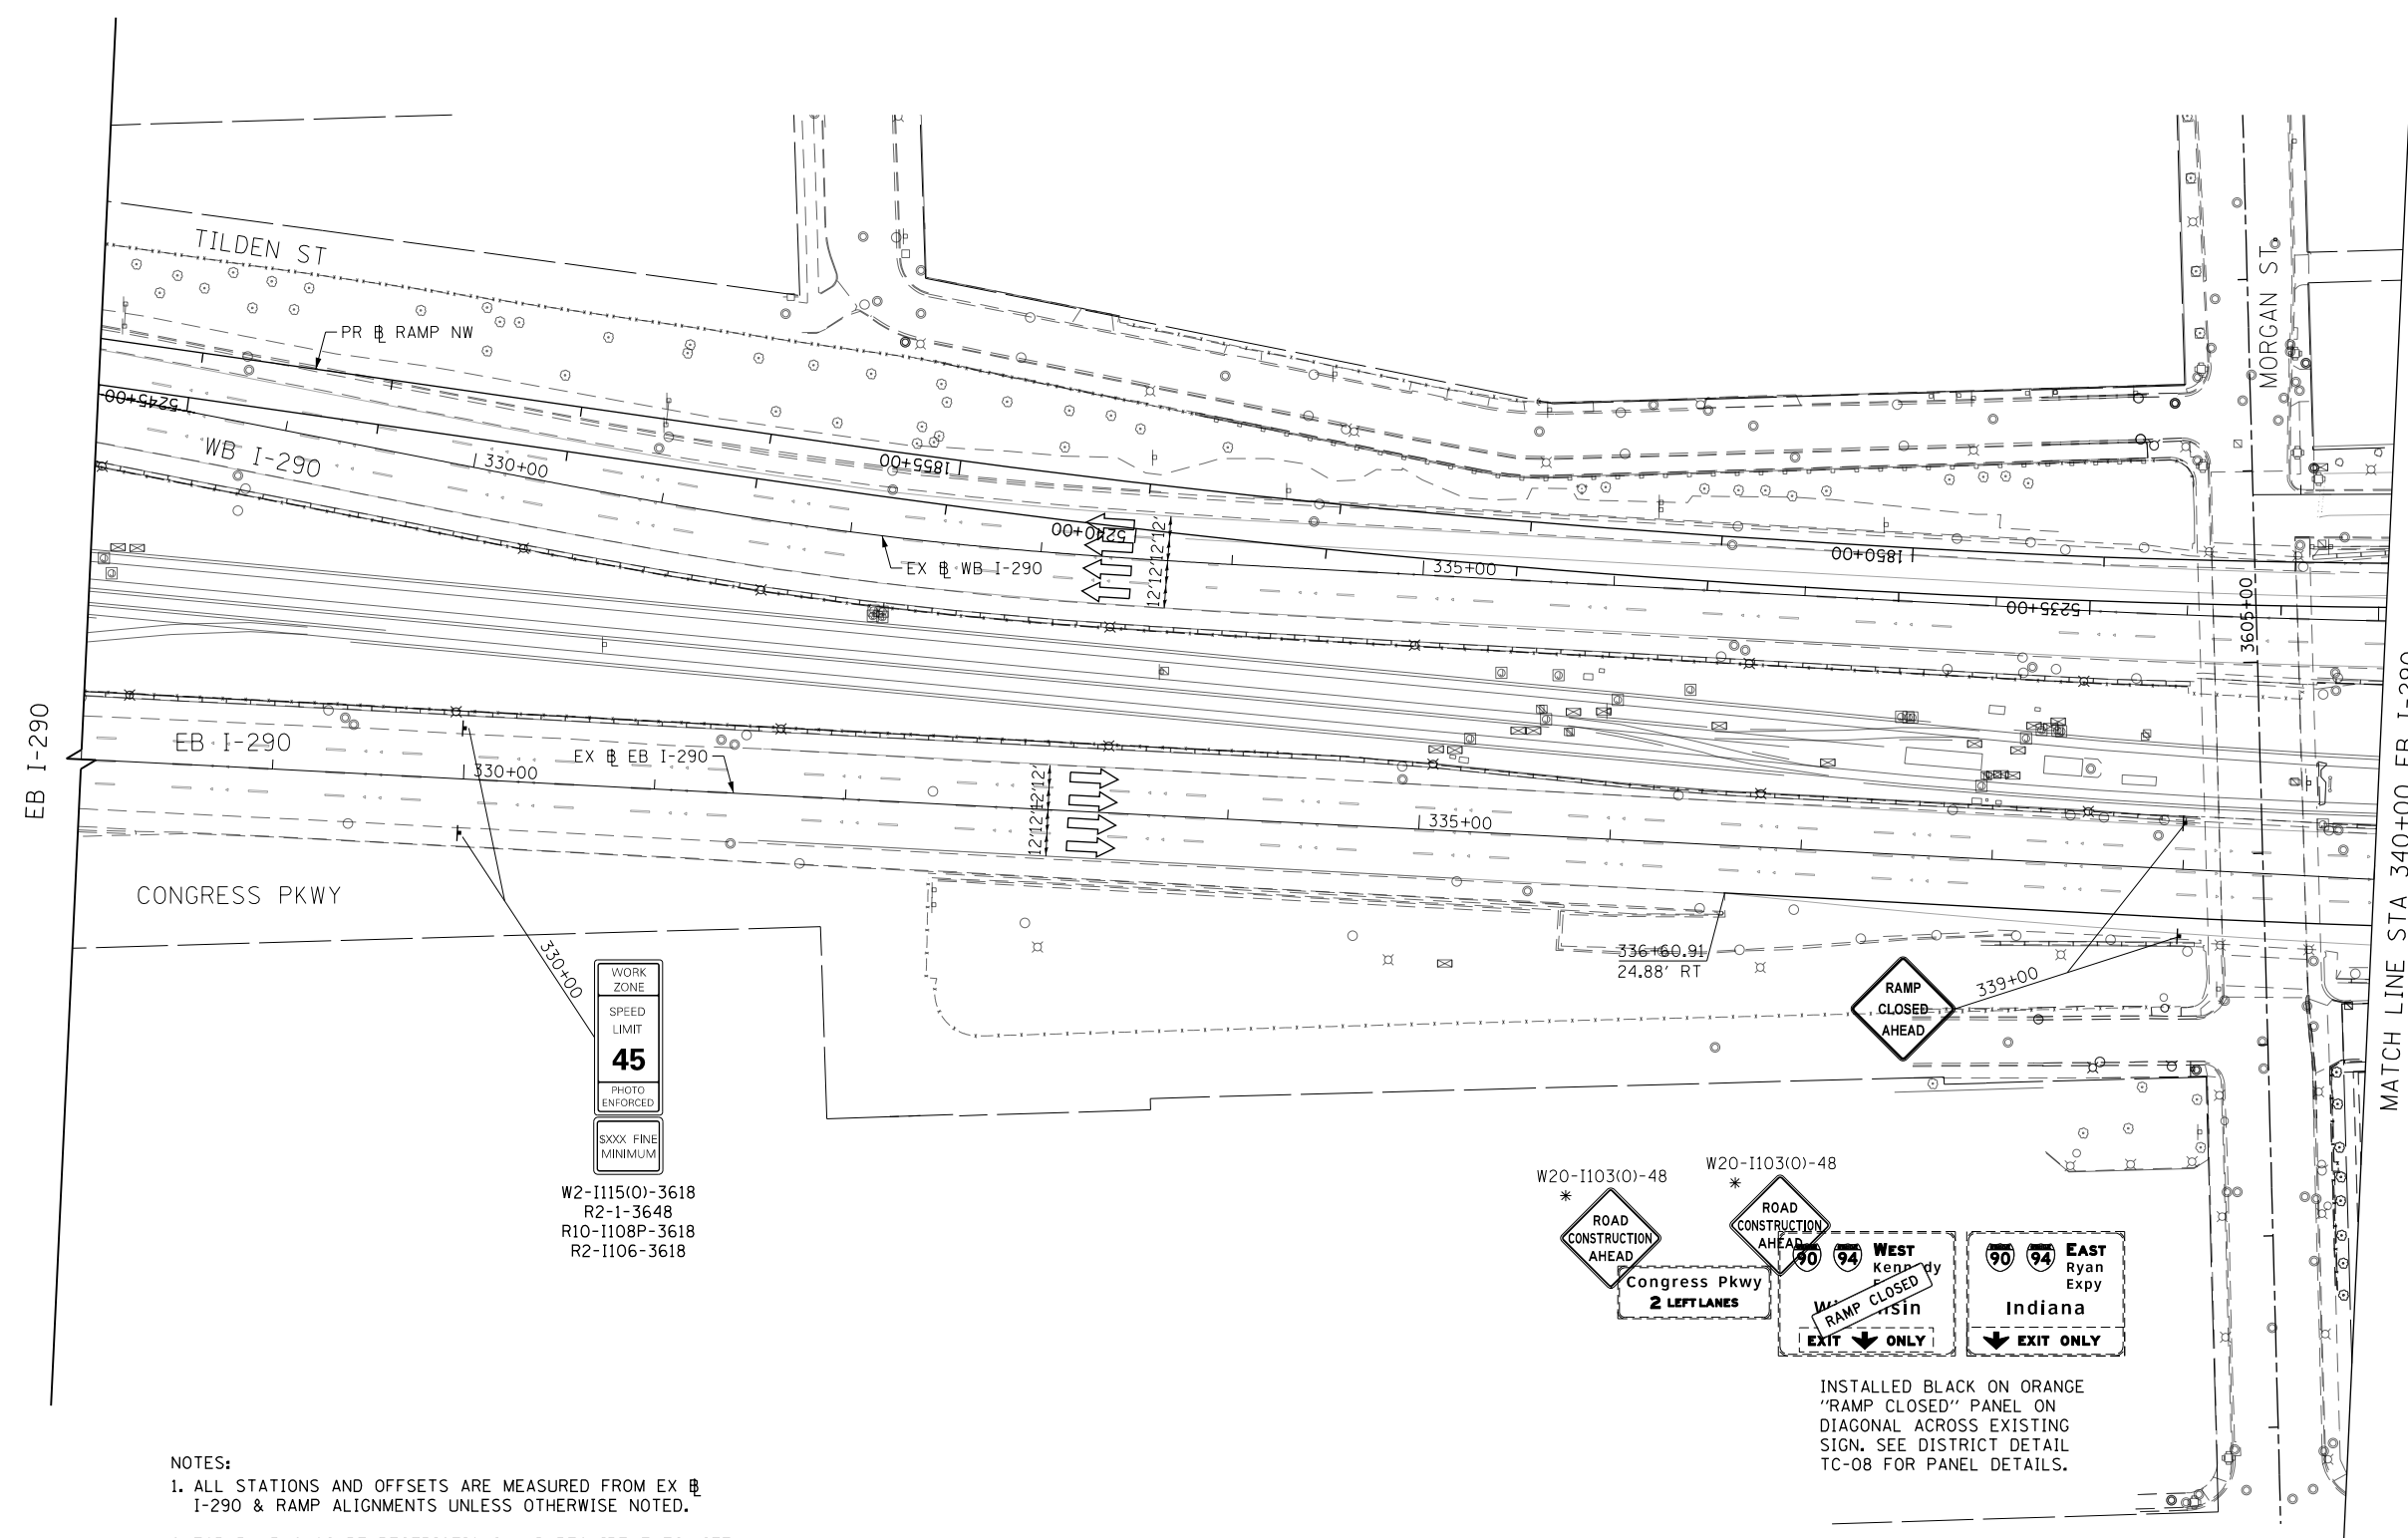 TILDEN ST
PR BL RAMP NW
MORGAN ST.
5245+00
WB I-290
330+00
1855+00
5240+00
12' 12' 12' 12'
EX BL WB I-290
335+00
1850+00
5235+00
3605+00
EB I-290
EB I-290
330+00
EX BL EB I-290
12' 12' 12' 12'
335+00
MATCH LINE STA 340+00 EB I-290
CONGRESS PKWY
330+00
336+60.91
24.88' RT
339+00
RAMP
CLOSED
AHEAD
WORK
ZONE
SPEED
LIMIT
45
PHOTO
ENFORCED
$XXX FINE
MINIMUM
W2-I115(O)-3618
R2-1-3648
R10-I108P-3618
R2-I106-3618
W20-I103(O)-48
*
ROAD
CONSTRUCTION
AHEAD
W20-I103(O)-48
*
ROAD
CONSTRUCTION
AHEAD
Congress Pkwy
2 LEFT LANES
90 94 WEST
RAMP CLOSED
EXIT ONLY
90 94 EAST
Ryan
Expy
Indiana
EXIT ONLY
INSTALLED BLACK ON ORANGE
"RAMP CLOSED" PANEL ON
DIAGONAL ACROSS EXISTING
SIGN. SEE DISTRICT DETAIL
TC-08 FOR PANEL DETAILS.
NOTES:
1. ALL STATIONS AND OFFSETS ARE MEASURED FROM EX BL
I-290 & RAMP ALIGNMENTS UNLESS OTHERWISE NOTED.